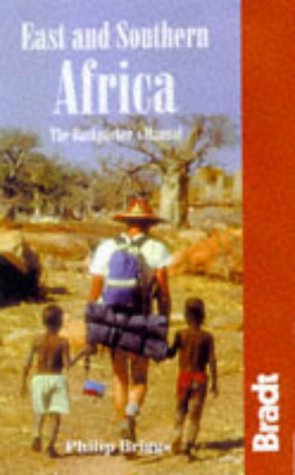 East and Southern
Africa
The Backpacker's Manual
Philip Briggs
Bradt